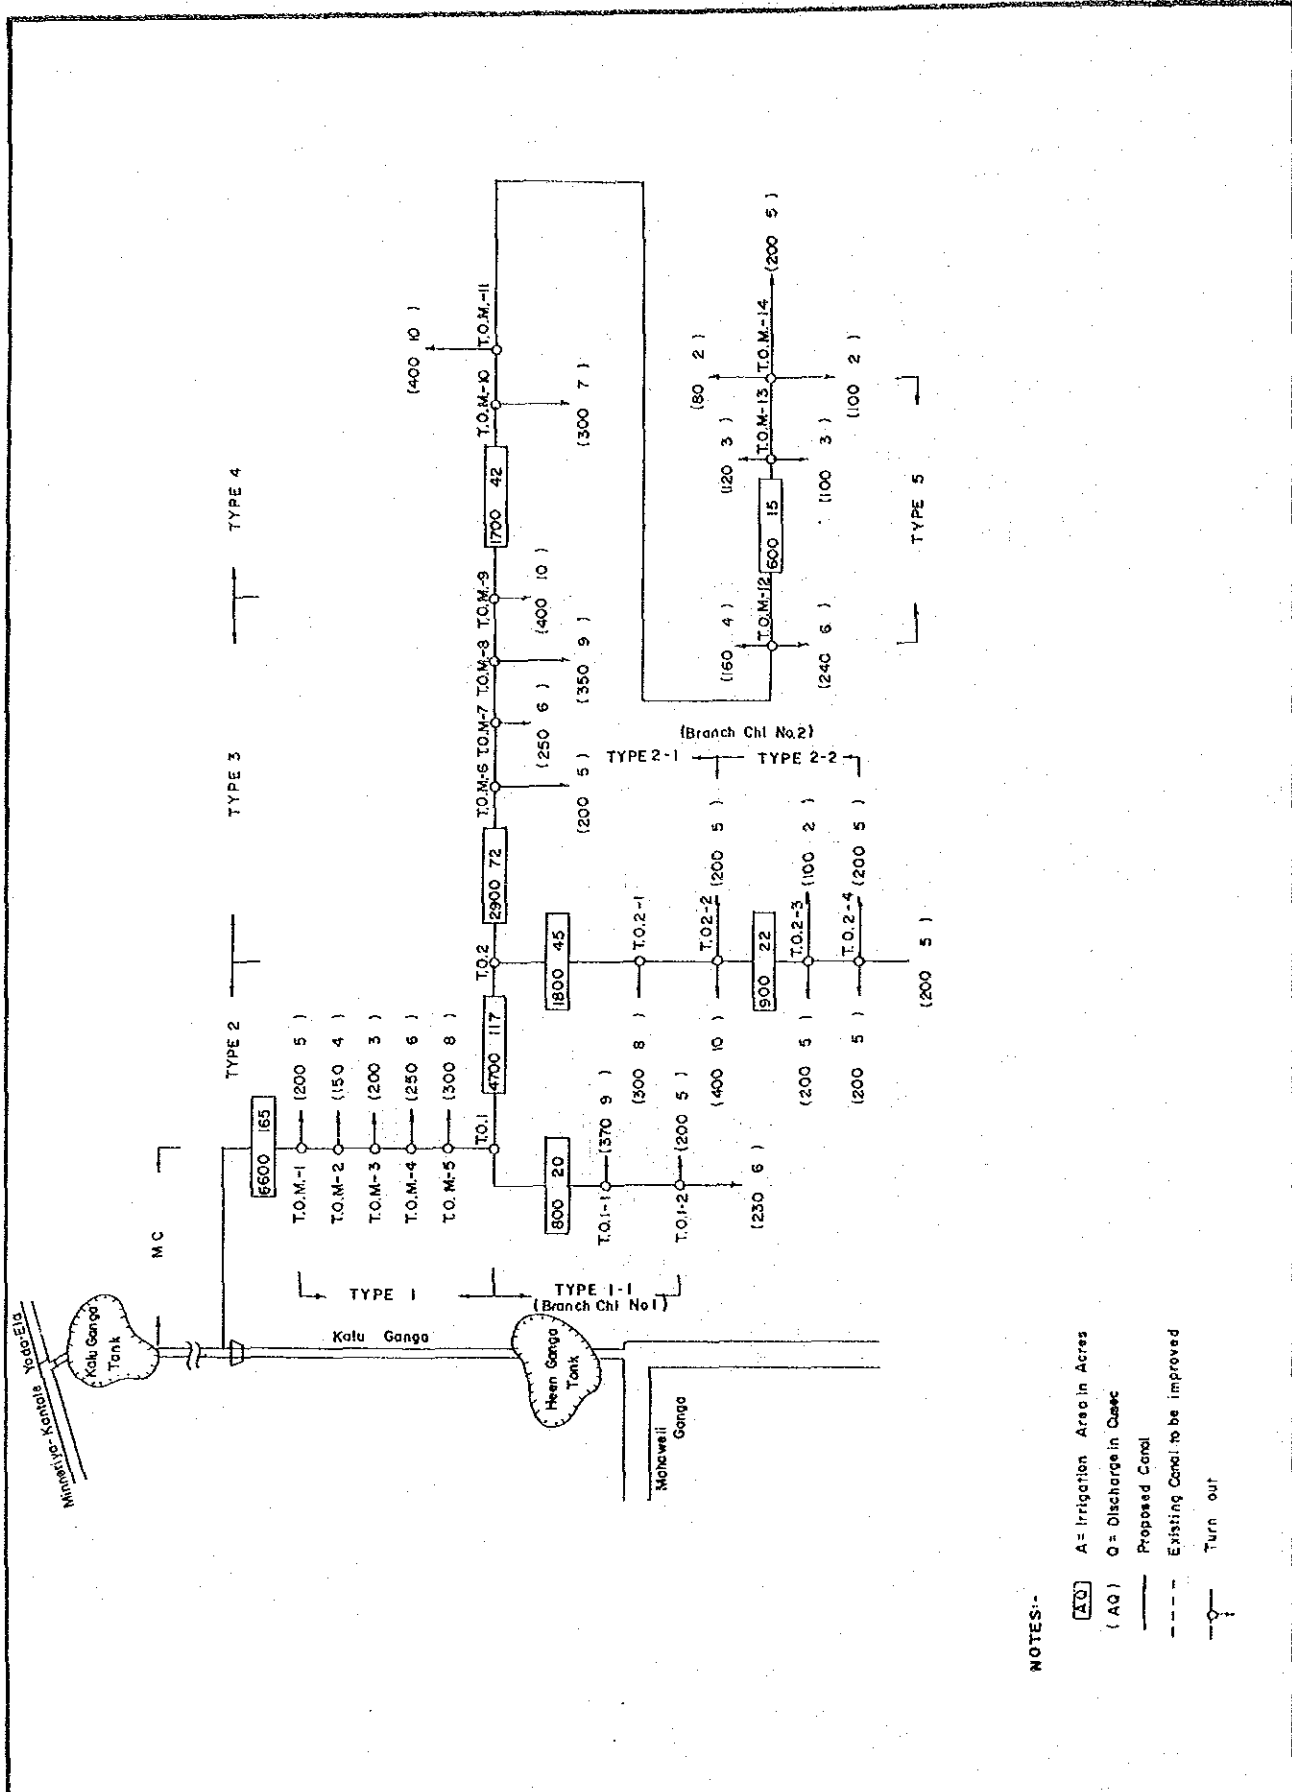 Minneriya-Kantale Yoda-Ela
Kalu Ganga
Tank
MC
Kalu Ganga
Heen Ganga
Tank
Mahaweli
Ganga
TYPE 1
TYPE 1-1
(Branch Chl No1)
TYPE 2
TYPE 3
TYPE 4
6600 165
T.O.M.-1 (200 5 )
T.O.M-2 (150 4 )
T.O.M-3 (200 3 )
T.O.M-4 (250 6 )
T.O.M-5 (300 8 )
T.O.1
800 20
T.O.1-1 (370 9 )
T.O.1-2 (200 5 )
(230 6 )
4700 117
T.O.2
1800 45
T.O.2-1
(300 8 )
T.O.2-2
(400 10 )
(200 5 )
900 22
T.O.2-3
(200 5 )
(100 2 )
T.O.2-4
(200 5 )
(200 5 )
(200 5 )
TYPE 2-1
TYPE 2-2
(Branch Chl No.2)
2900 72
T.O.M.-6
(200 5 )
T.O.M-7
(250 6 )
T.O.M.-8
(350 9 )
T.O.M.-9
(400 10 )
1700 42
T.O.M.-10
(300 7 )
T.O.M.-11
(400 10 )
T.O.M-12
(160 4 )
(240 6 )
600 15
T.O.M-13
(120 3 )
(100 3 )
T.O.M.-14
(80 2 )
(100 2 )
(200 5 )
TYPE 5
NOTES:-
AQ A = Irrigation Area in Acres
( AQ ) Q = Discharge in Cusec
Proposed Canal
Existing Canal to be improved
Turn out